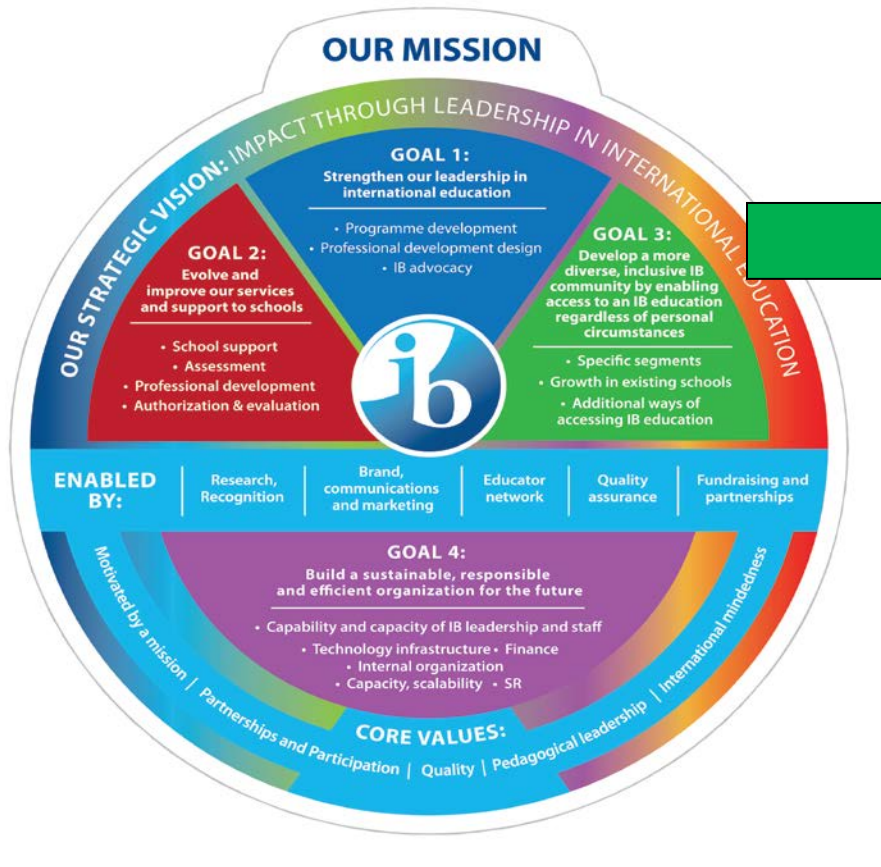 OUR MISSION
OUR STRATEGIC VISION: IMPACT THROUGH LEADERSHIP IN INTERNATIONAL EDUCATION
GOAL 1:
Strengthen our leadership in
international education
• Programme development
• Professional development design
• IB advocacy
GOAL 2:
Evolve and
improve our services
and support to schools
• School support
• Assessment
• Professional development
• Authorization & evaluation
GOAL 3:
Develop a more
diverse, inclusive IB
community by enabling
access to an IB education
regardless of personal
circumstances
• Specific segments
• Growth in existing schools
• Additional ways of
accessing IB education
ib
ENABLED
BY:
Research,
Recognition
Brand,
communications
and marketing
Educator
network
Quality
assurance
Fundraising and
partnerships
GOAL 4:
Build a sustainable, responsible
and efficient organization for the future
• Capability and capacity of IB leadership and staff
• Technology infrastructure • Finance
• Internal organization
• Capacity, scalability • SR
CORE VALUES:
Motivated by a mission | Partnerships and Participation | Quality | Pedagogical leadership | International mindedness